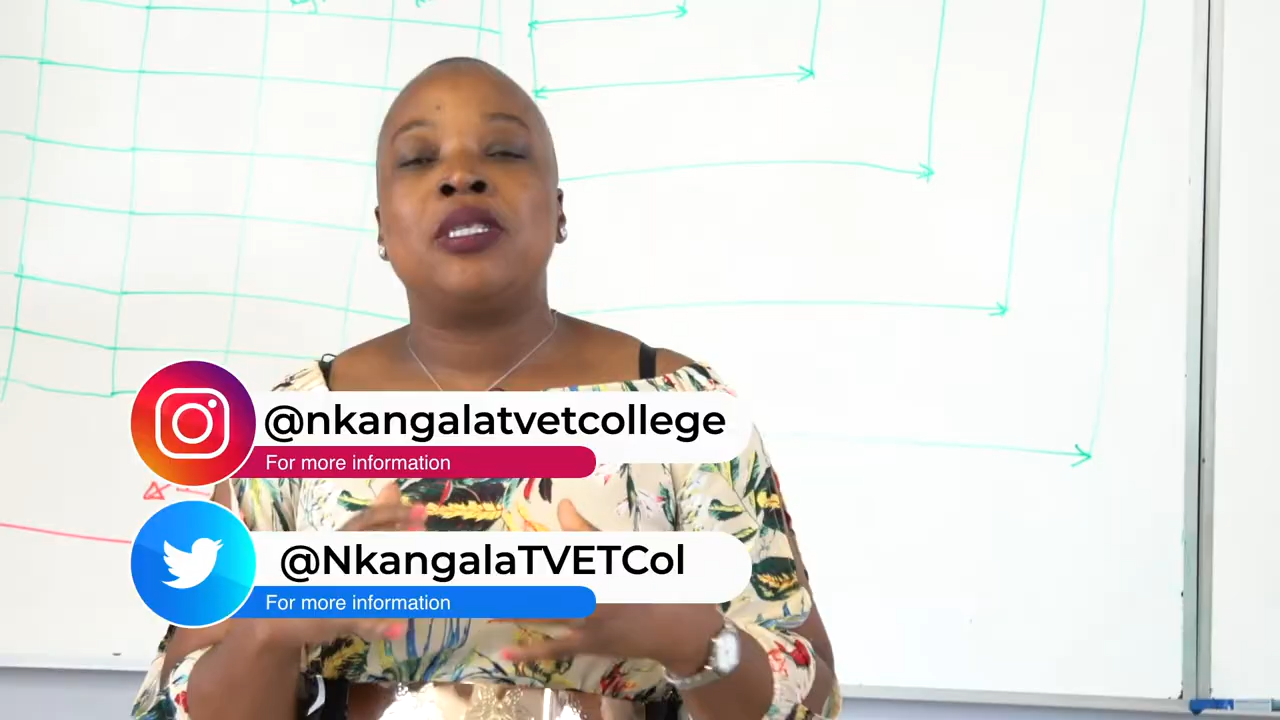 @nkangalatvetcollege
For more information
@NkangalaTVETCol
For more information